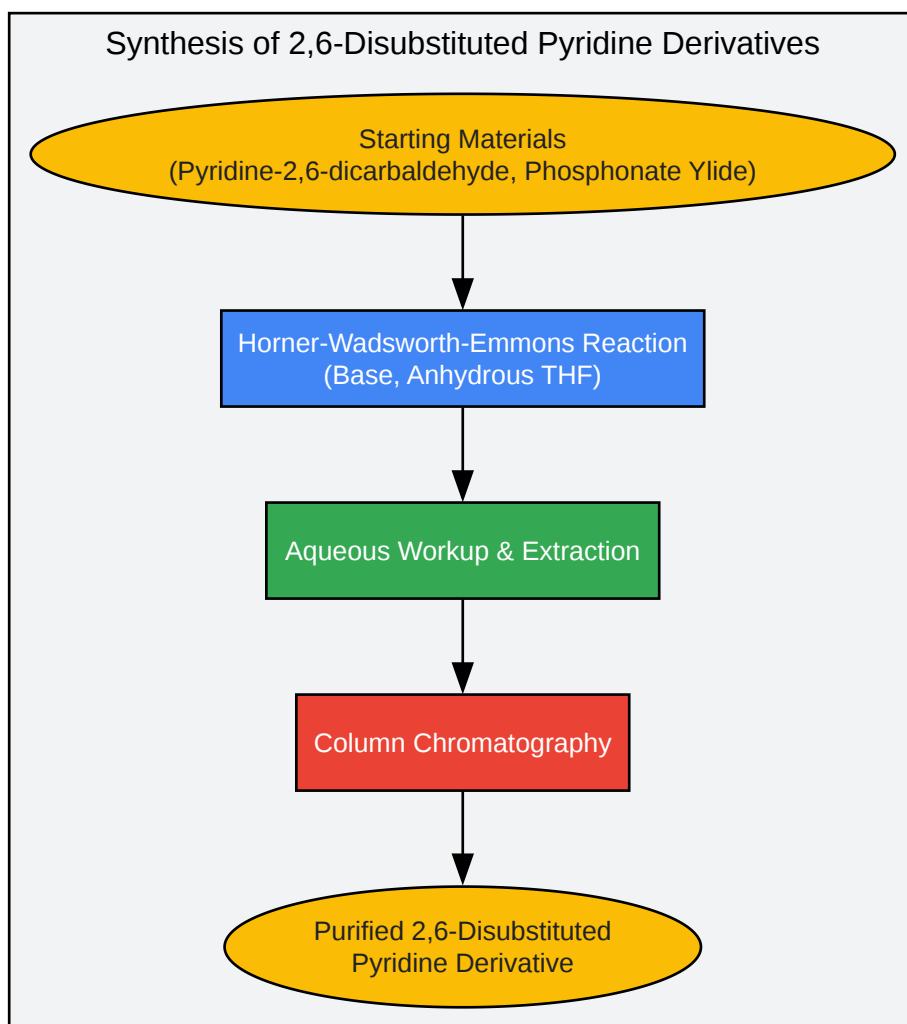 Synthesis of 2,6-Disubstituted Pyridine Derivatives
Starting Materials
(Pyridine-2,6-dicarbaldehyde, Phosphonate Ylide)
Horner-Wadsworth-Emmons Reaction
(Base, Anhydrous THF)
Aqueous Workup & Extraction
Column Chromatography
Purified 2,6-Disubstituted
Pyridine Derivative